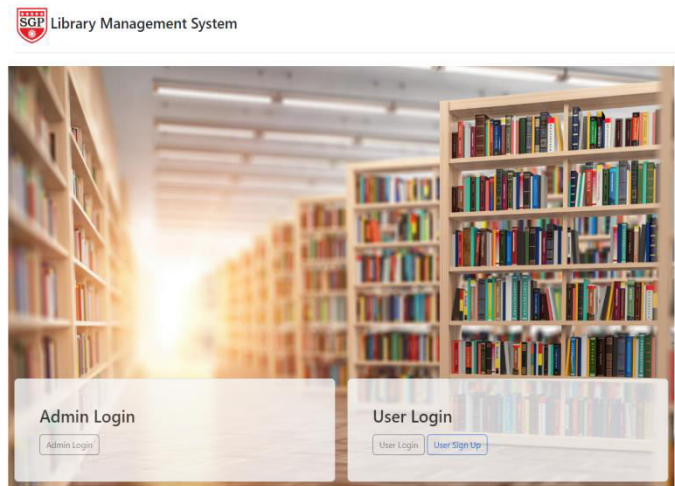 SGP
Library Management System
Admin Login
Admin Login
User Login
User Login
User Sign Up